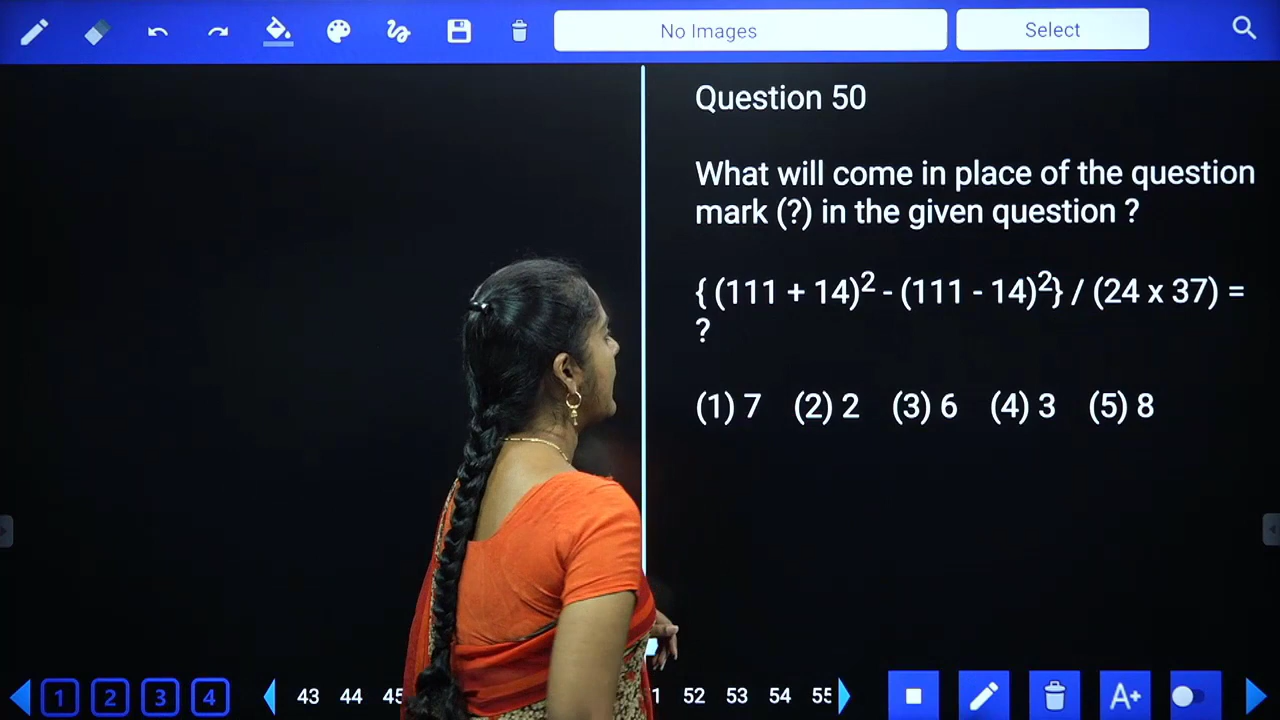 No Images
Select
Question 50
What will come in place of the question
mark (?) in the given question ?
{ (111 + 14)² - (111 - 14)²} / (24 x 37) =
?
(1) 7 (2) 2 (3) 6 (4) 3 (5) 8
1 2 3 4 43 44 45 52 53 54 55 A+